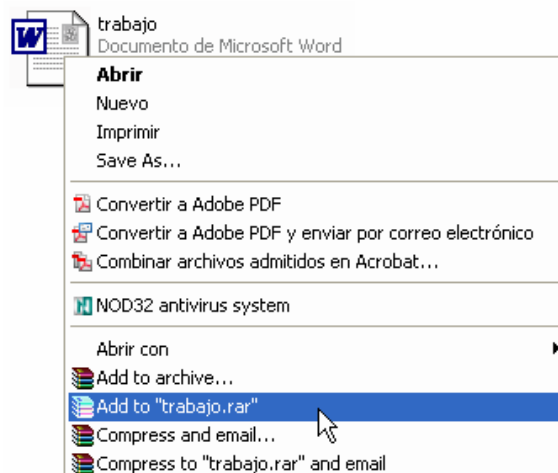 trabajo
Documento de Microsoft Word
Abrir
Nuevo
Imprimir
Save As...
Convertir a Adobe PDF
Convertir a Adobe PDF y enviar por correo electrónico
Combinar archivos admitidos en Acrobat...
NOD32 antivirus system
Abrir con
Add to archive...
Add to "trabajo.rar"
Compress and email...
Compress to "trabajo.rar" and email